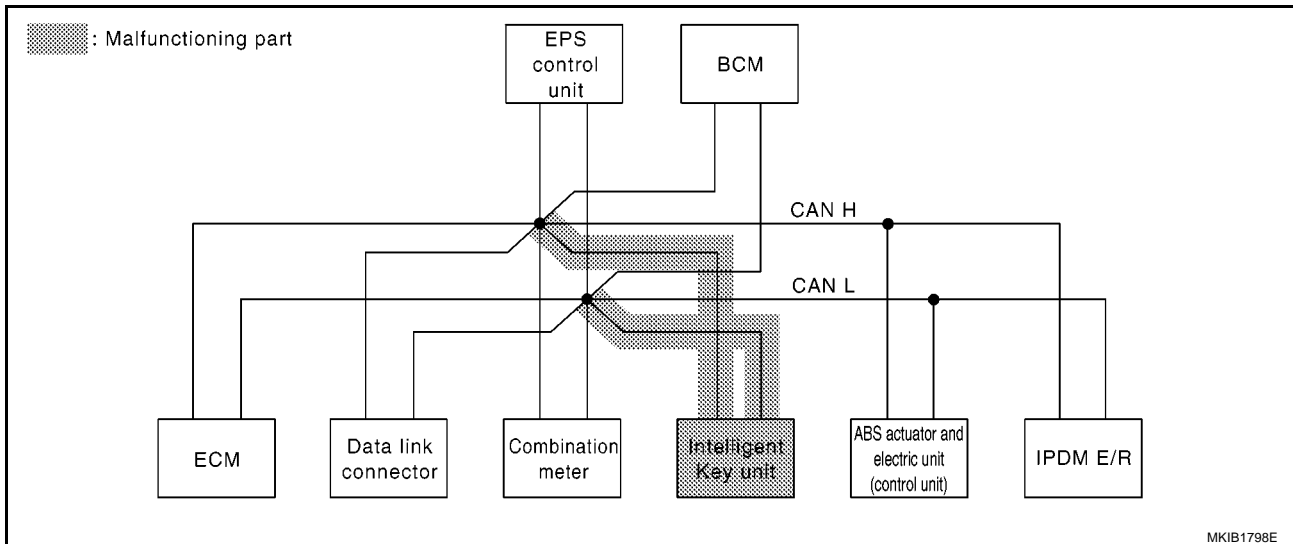 : Malfunctioning part
EPS
control
unit
BCM
CAN H
CAN L
ECM
Data link
connector
Combination
meter
Intelligent
Key unit
ABS actuator and
electric unit
(control unit)
IPDM E/R
MKIB1798E